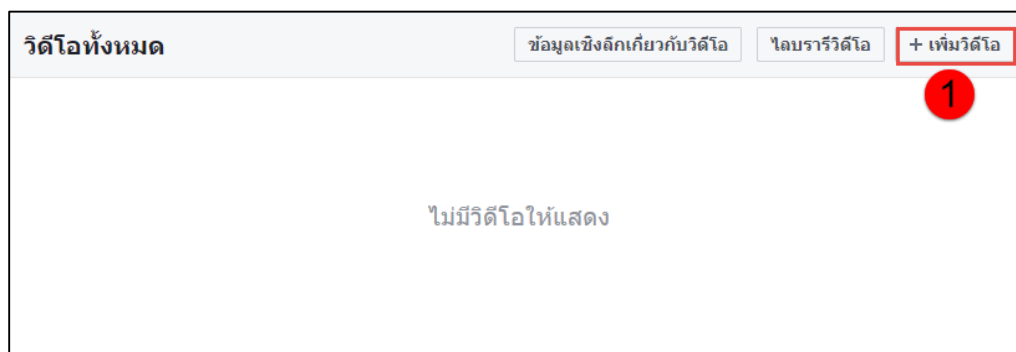 วิดีโอทั้งหมด ข้อมูลเชิงลึกเกี่ยวกับวิดีโอ ไลบรารีวิดีโอ + เพิ่มวิดีโอ
1
ไม่มีวิดีโอให้แสดง